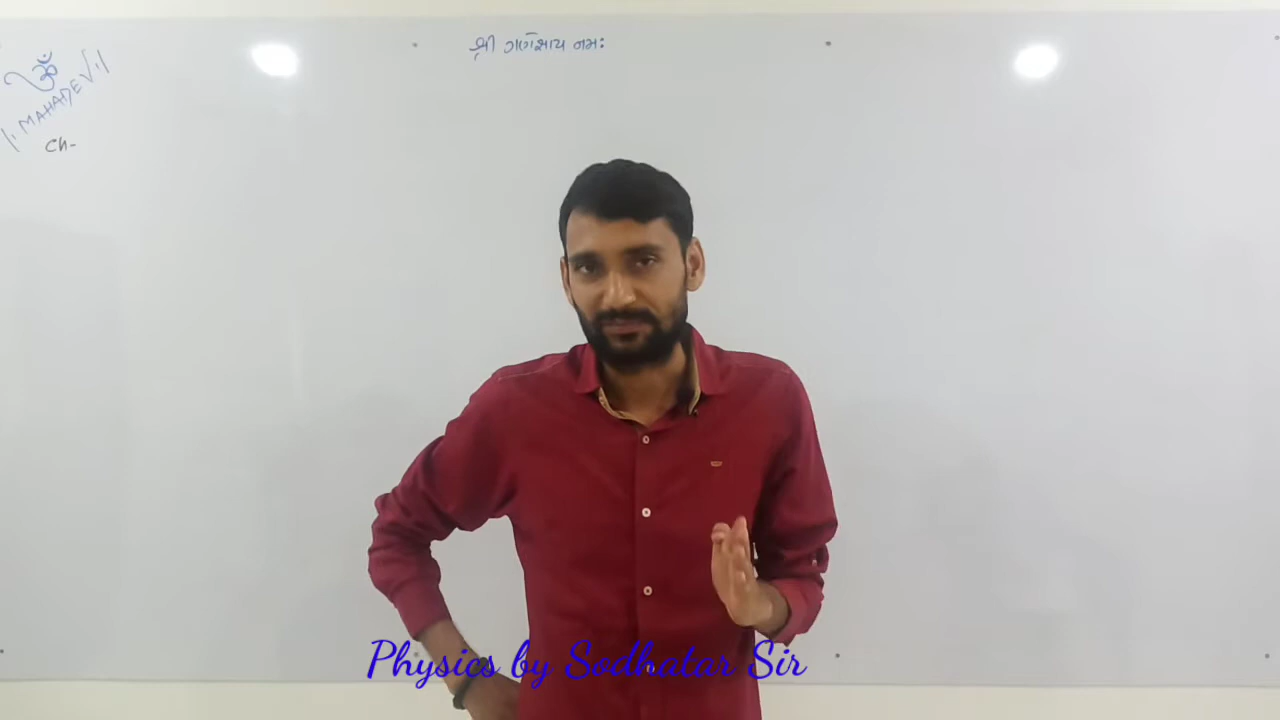 ॐ
|| MAHADEV ||
Ch-
શ્રી ગણેશાય નમઃ
Physics by Sodhatar Sir